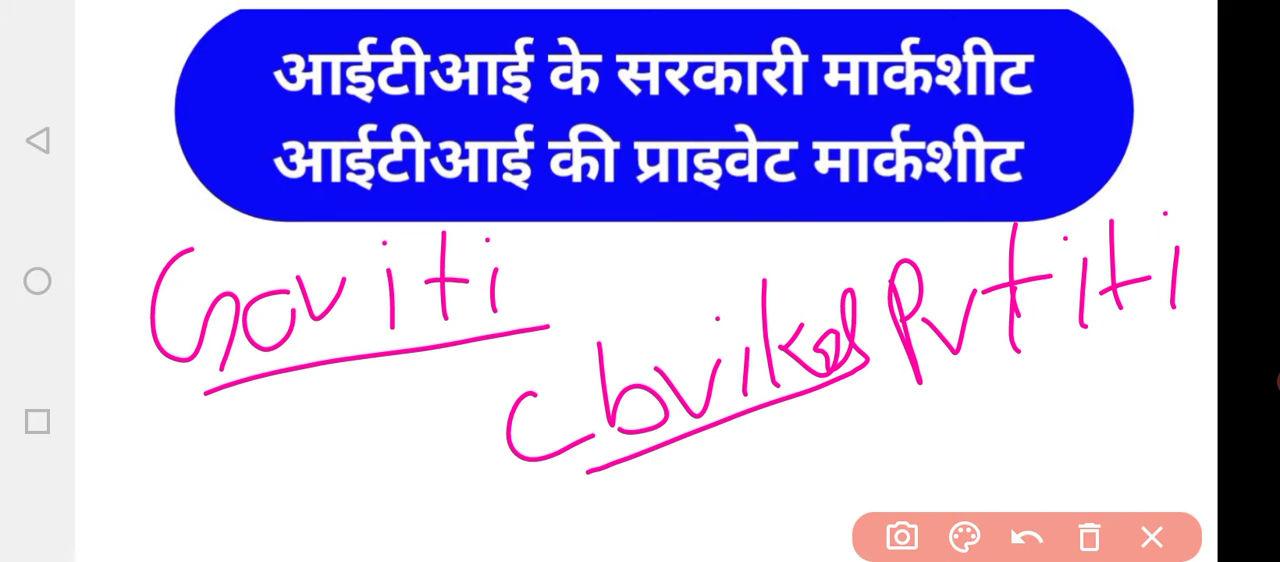 आईटीआई के सरकारी मार्कशीट
आईटीआई की प्राइवेट मार्कशीट
Gov iti
Pvt iti